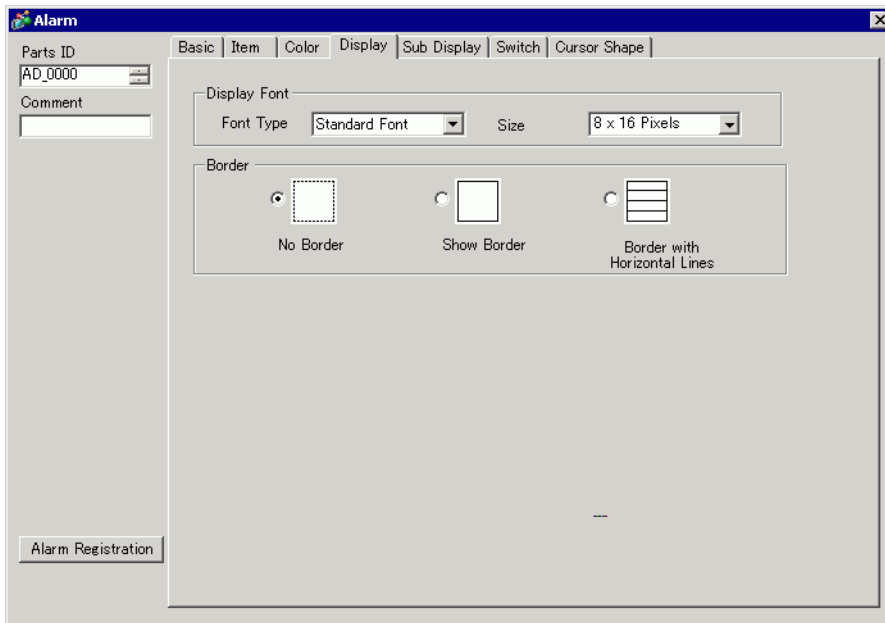 Alarm
Parts ID
AD_0000
Comment
Alarm Registration
Basic Item Color Display Sub Display Switch Cursor Shape
Display Font
Font Type Standard Font Size 8 x 16 Pixels
Border
No Border Show Border Border with
Horizontal Lines